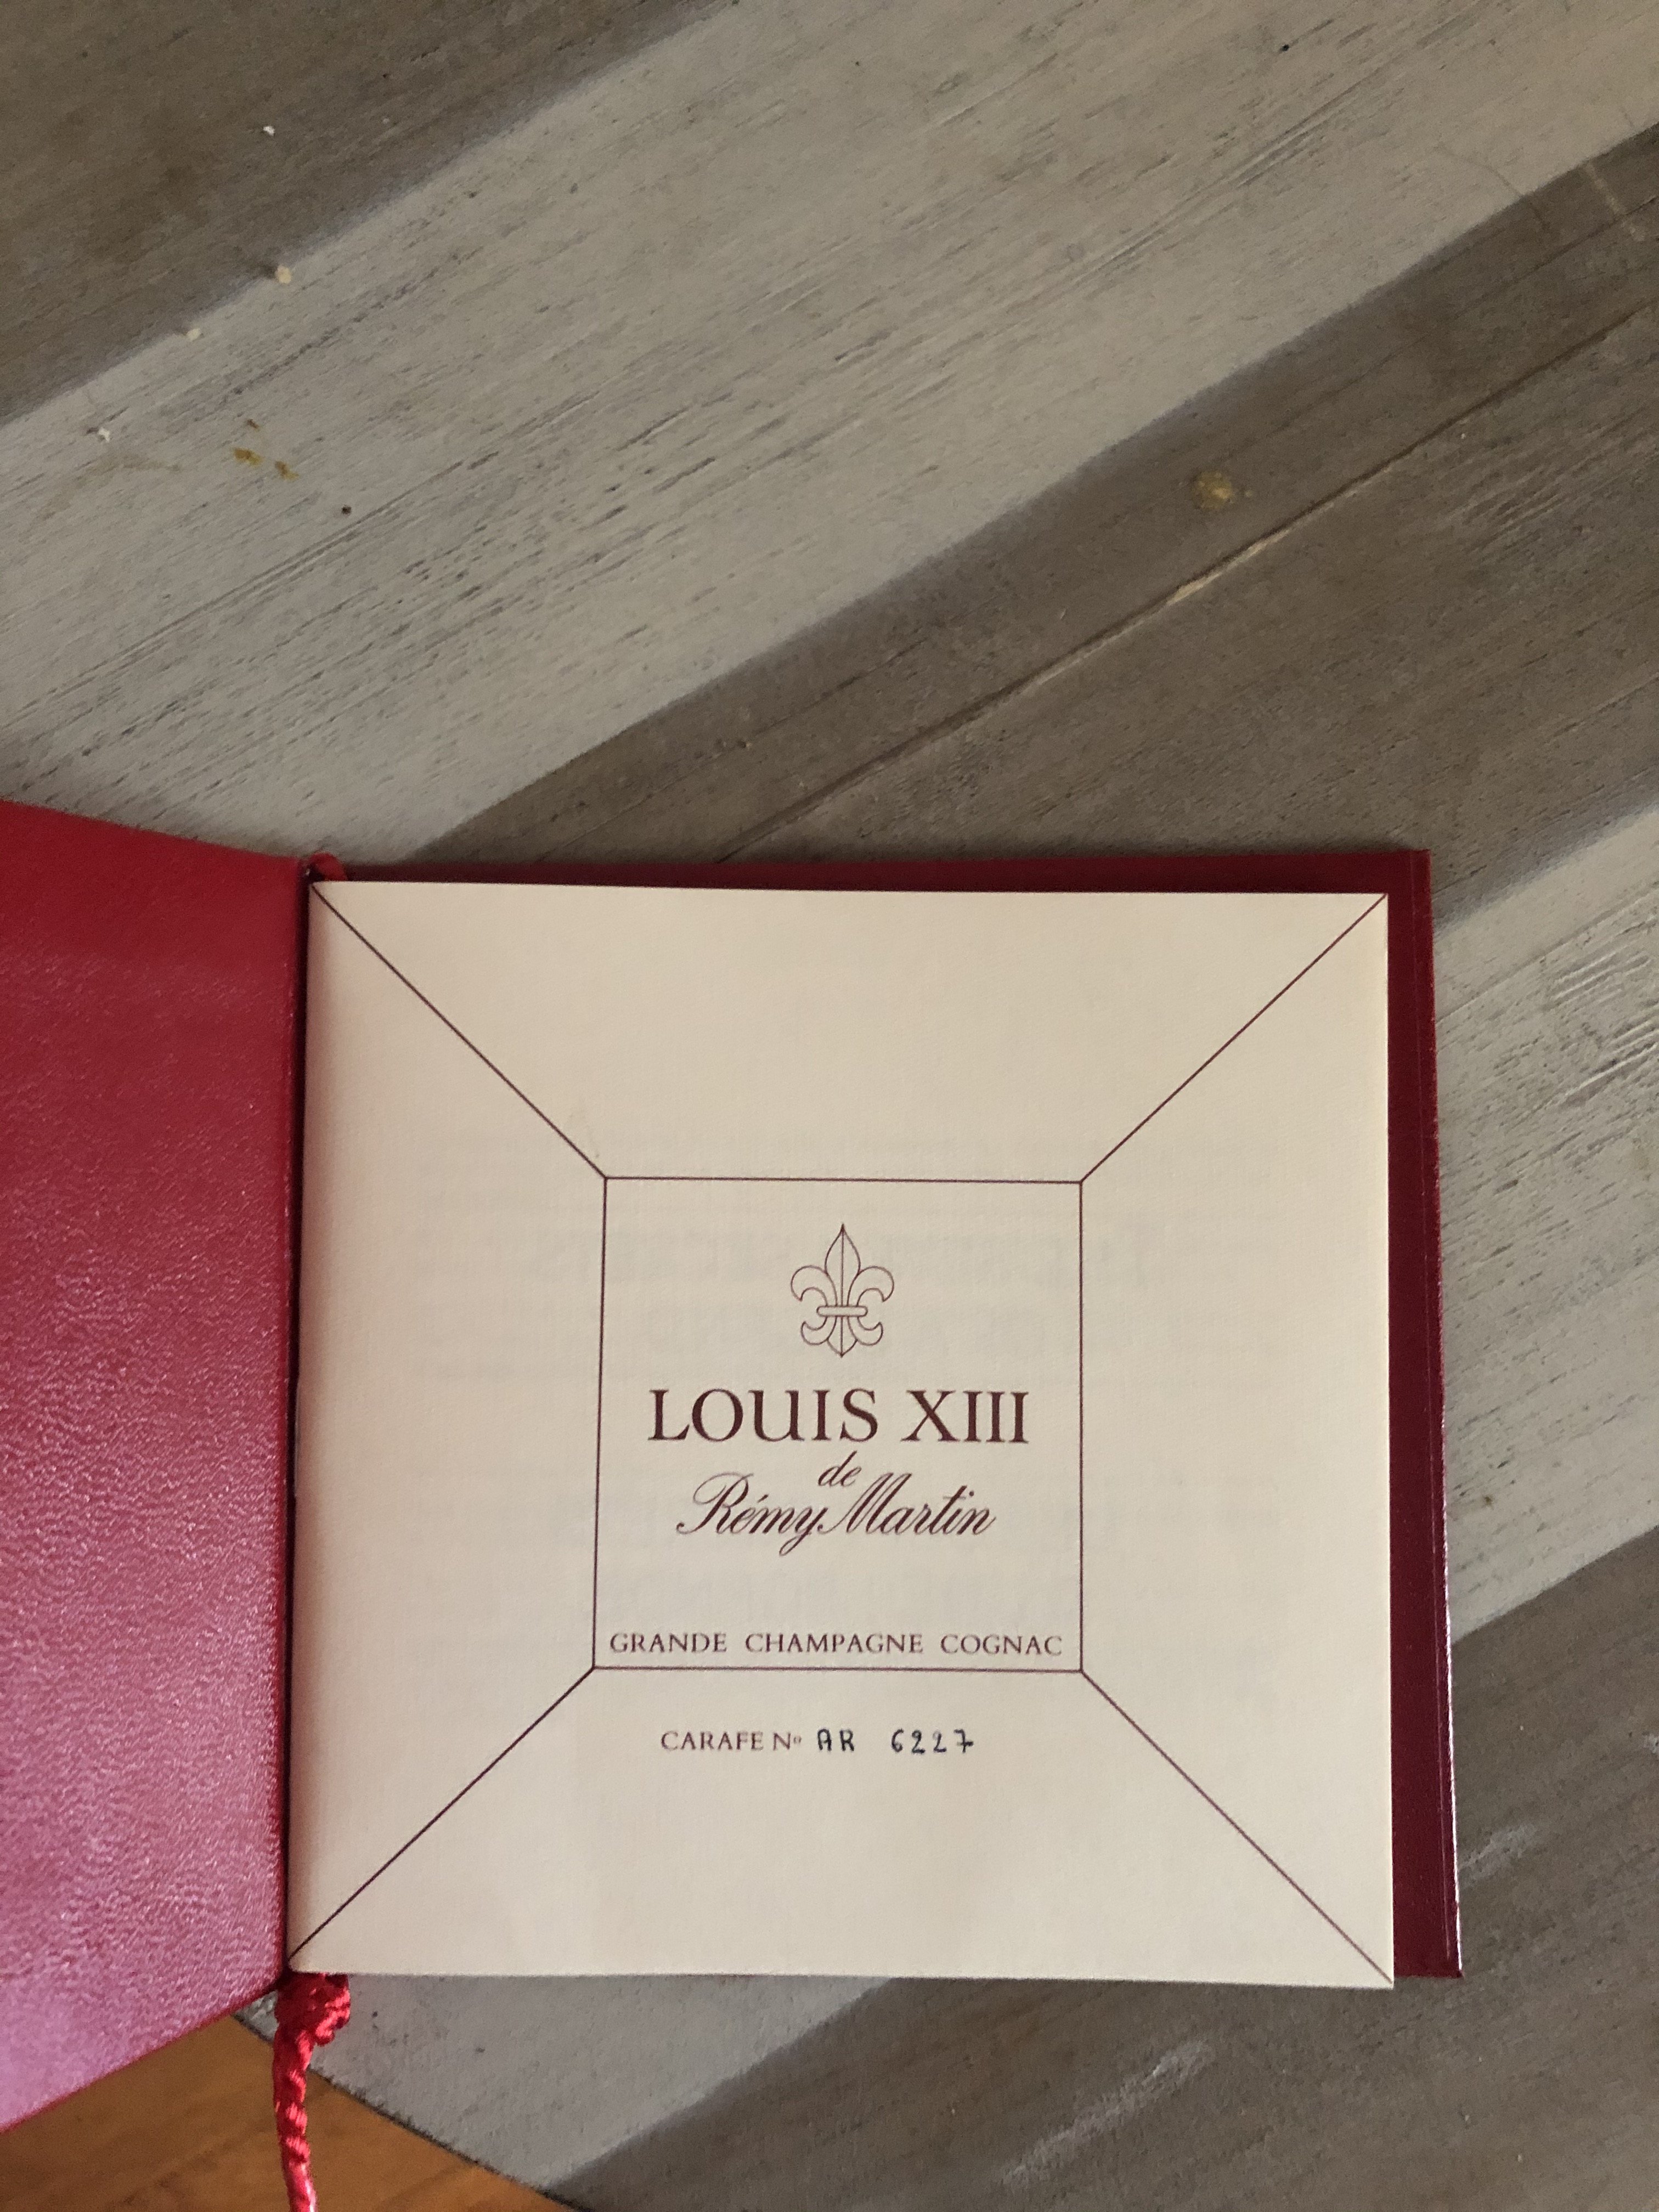 LOUIS XIII
de
Rémy Martin
GRANDE CHAMPAGNE COGNAC
CARAFE Nº AR 6227